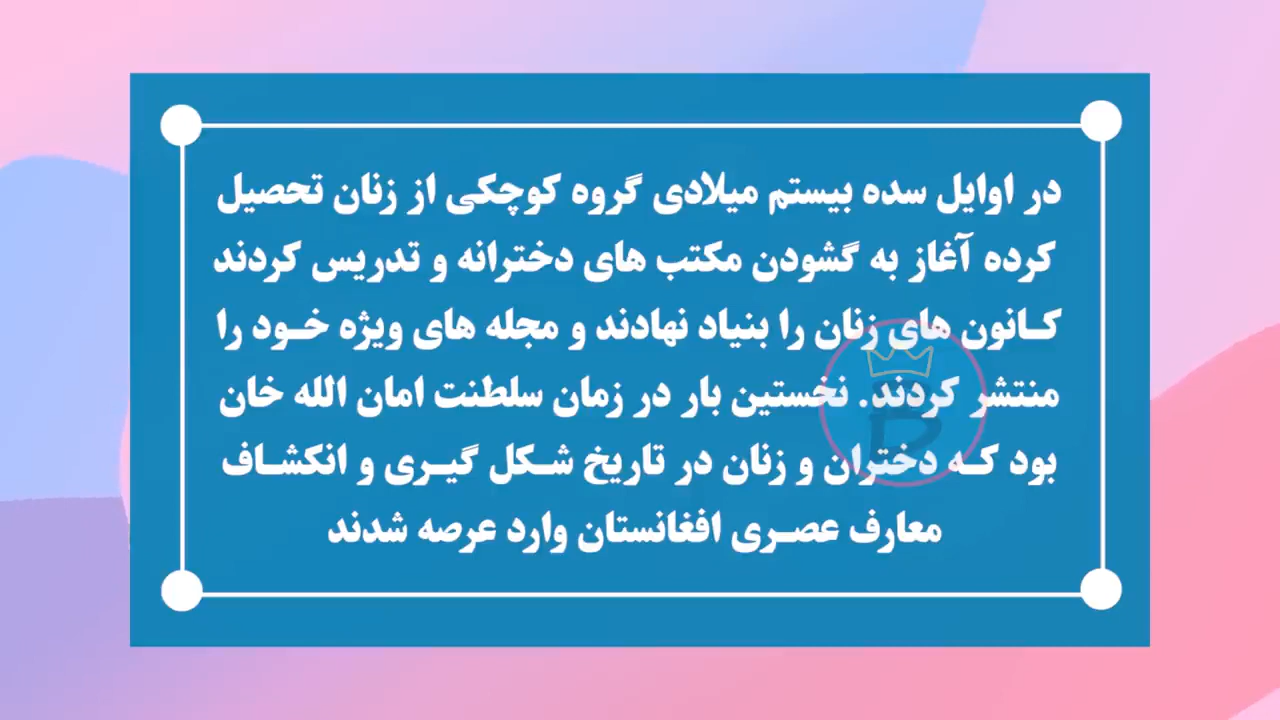 در اوایل سده بیستم میلادی گروه کوچکی از زنان تحصیل
کرده آغاز به گشودن مکتب های دخترانه و تدریس کردند
کـانون های زنان را بنیاد نهادند و مجله های ویژه خـود را
منتشر کردند. نخستین بار در زمان سلطنت امان الله خان
بود کـه دختران و زنان در تاریخ شـکل گیـری و انکشـاف
معارف عصـری افغانستان وارد عرصه شدند
B